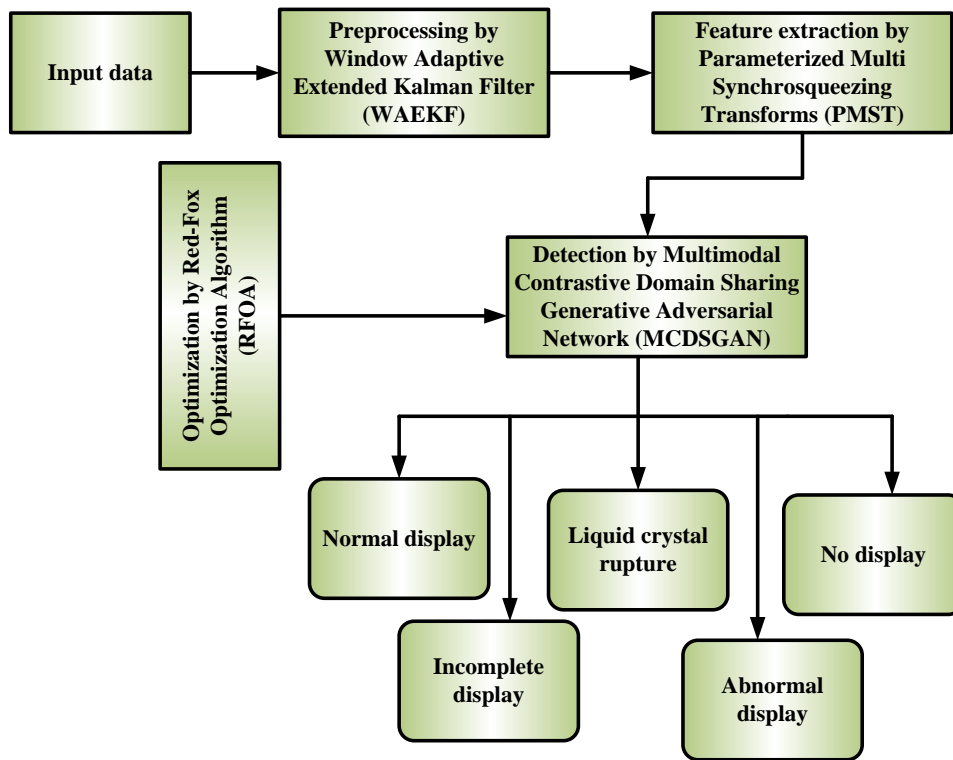 Input data
Preprocessing by
Window Adaptive
Extended Kalman Filter
(WAEKF)
Feature extraction by
Parameterized Multi
Synchrosqueezing
Transforms (PMST)
Optimization by Red-Fox
Optimization Algorithm
(RFOA)
Detection by Multimodal
Contrastive Domain Sharing
Generative Adversarial
Network (MCDSGAN)
Normal display
Liquid crystal
rupture
No display
Incomplete
display
Abnormal
display